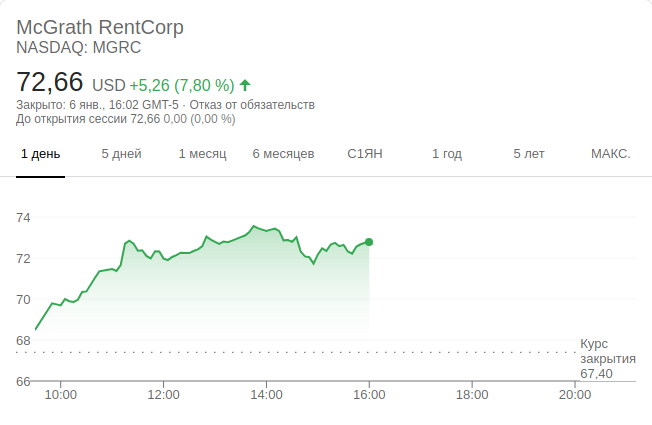 McGrath RentCorp
NASDAQ: MGRC
72,66 USD +5,26 (7,80 %)
Закрыто: 6 янв., 16:02 GMT-5 · Отказ от обязательств
До открытия сессии 72,66 0,00 (0,00 %)
1 день 5 дней 1 месяц 6 месяцев С1ЯН 1 год 5 лет МАКС.
74
72
70
68
Курс
закрытия
67,40
66
10:00 12:00 14:00 16:00 18:00 20:00